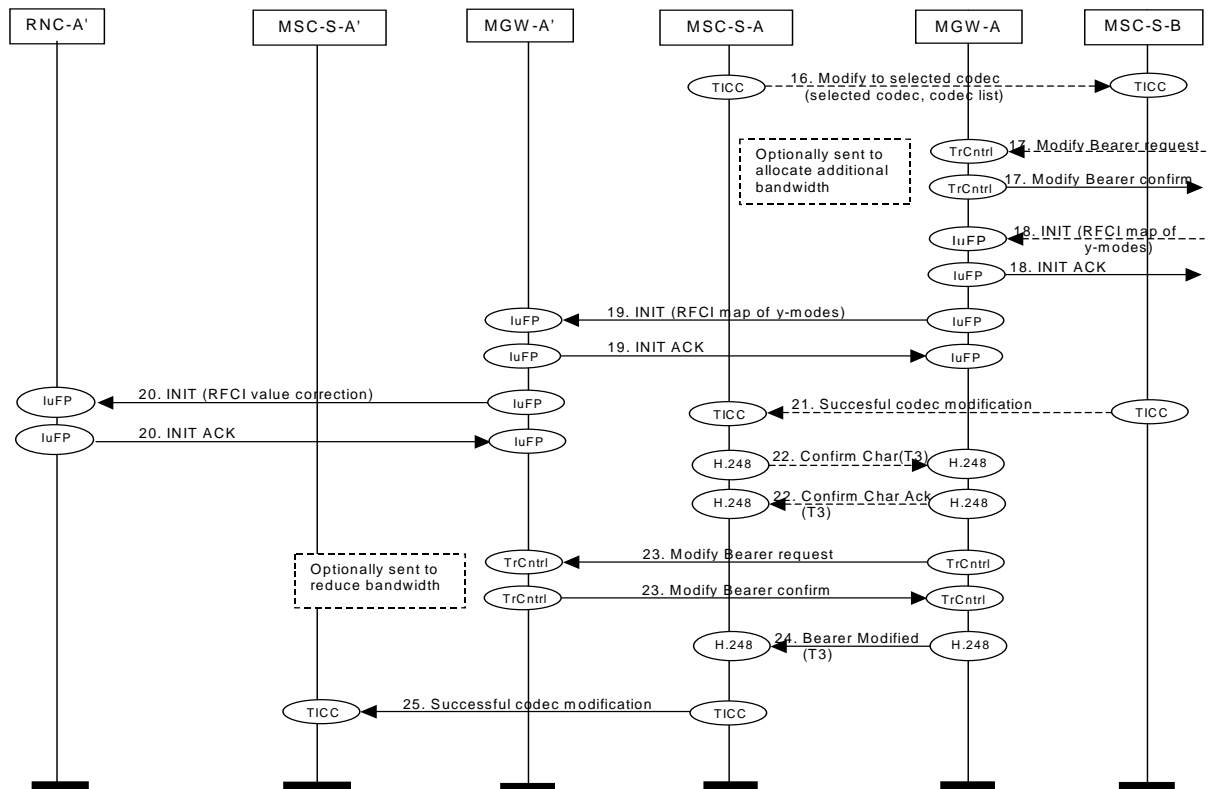 RNC-A'
MSC-S-A'
MGW-A'
MSC-S-A
MGW-A
MSC-S-B
TICC
16. Modify to selected codec
(selected codec, codec list)
TICC
Optionally sent to
allocate additional
bandwidth
TrCntrl
17. Modify Bearer request
TrCntrl
17. Modify Bearer confirm
IuFP
18. INIT (RFCI map of
y-modes)
IuFP
18. INIT ACK
IuFP
19. INIT (RFCI map of y-modes)
IuFP
IuFP
19. INIT ACK
IuFP
IuFP
20. INIT (RFCI value correction)
IuFP
TICC
21. Succesful codec modification
TICC
IuFP
20. INIT ACK
IuFP
H.248
22. Confirm Char(T3)
H.248
H.248
22. Confirm Char Ack
(T3)
H.248
Optionally sent to
reduce bandwidth
TrCntrl
23. Modify Bearer request
TrCntrl
TrCntrl
23. Modify Bearer confirm
TrCntrl
H.248
24. Bearer Modified
(T3)
H.248
TICC
25. Successful codec modification
TICC